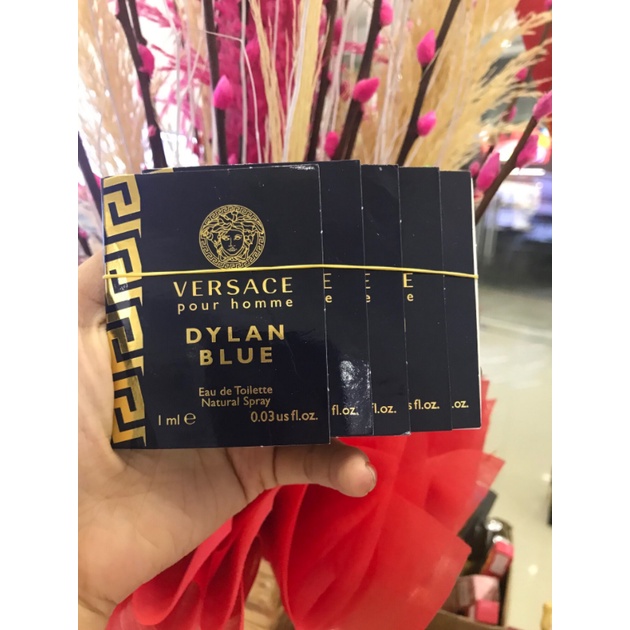 VERSACE
pour homme
DYLAN
BLUE
Eau de Toilette
Natural Spray
1 ml e
0.03 us fl.oz.
E
e
fl.oz.
E
e
fl.oz.
E
e
fl.oz.
.oz.